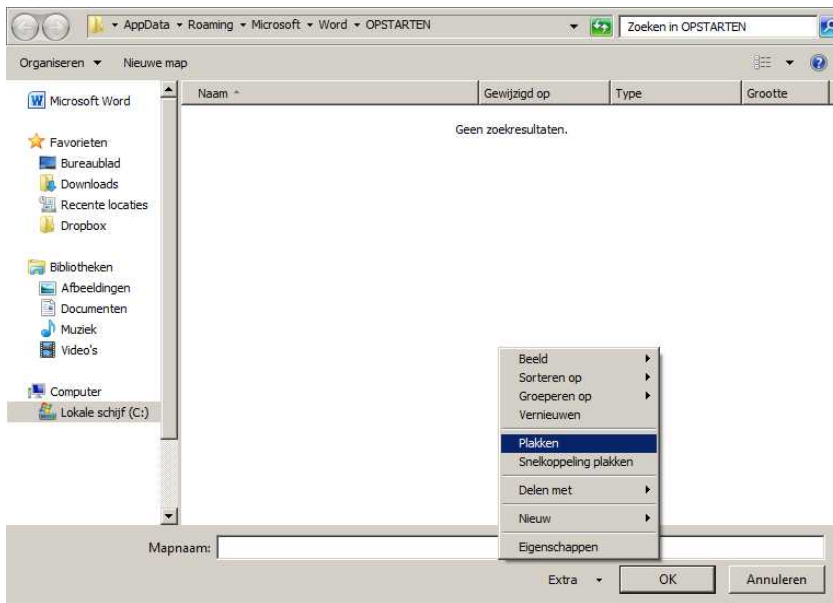 AppData Roaming Microsoft Word OPSTARTEN Zoeken in OPSTARTEN
Organiseren Nieuwe map
Naam Gewijzigd op Type Grootte
Microsoft Word
Geen zoekresultaten.
Favorieten
Bureaublad
Downloads
Recente locaties
Dropbox
Bibliotheken
Afbeeldingen
Documenten
Muziek
Video's
Computer
Lokale schijf (C:)
Beeld
Sorteren op
Groeperen op
Vernieuwen
Plakken
Snelkoppeling plakken
Delen met
Nieuw
Eigenschappen
Mapnaam:
Extra OK Annuleren